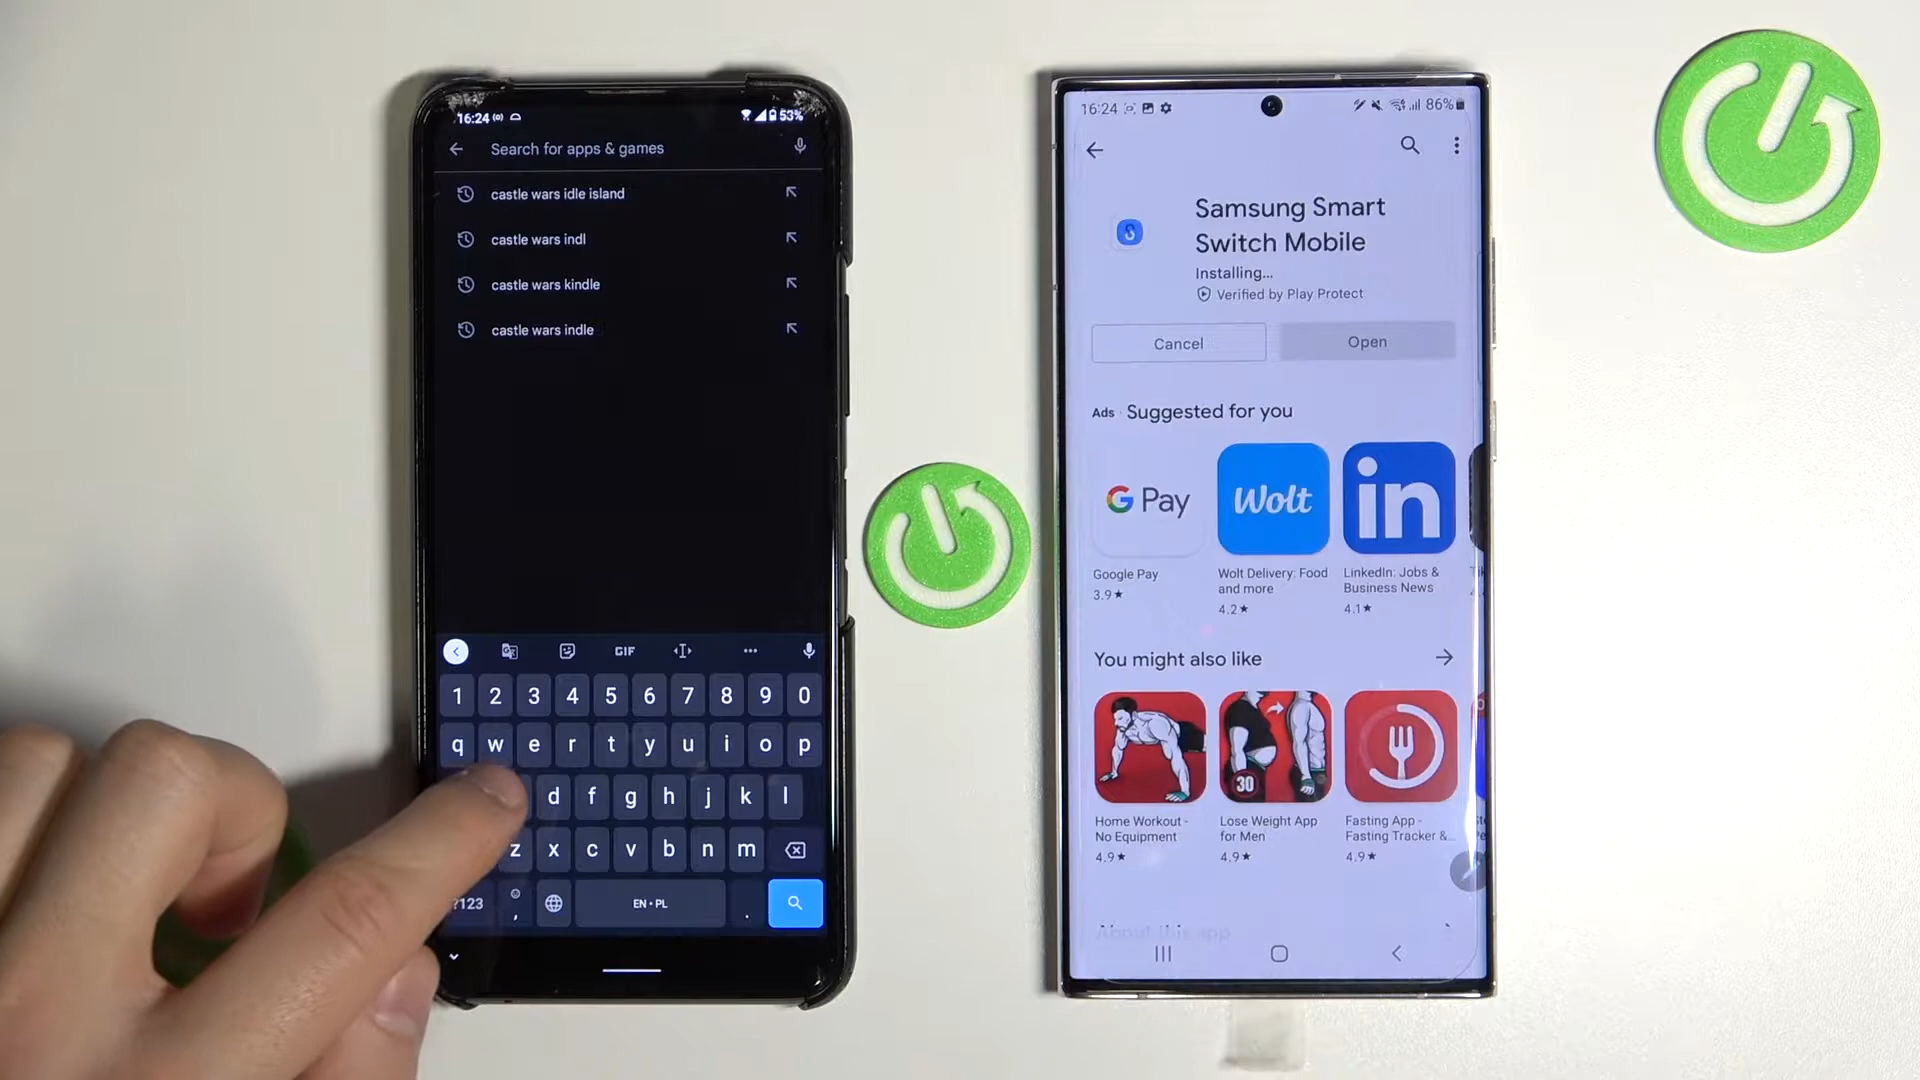 16:24
53%
Search for apps & games
castle wars idle island
castle wars indl
castle wars kindle
castle wars indle
GIF
1 2 3 4 5 6 7 8 9 0
q w e r t y u i o p
d f g h j k l
z x c v b n m
?123 , EN • PL .
16:24
86%
Samsung Smart
Switch Mobile
Installing...
Verified by Play Protect
Cancel
Open
Ads · Suggested for you
G Pay
Wolt
in
Google Pay
3.9★
Wolt Delivery: Food
and more
4.2★
LinkedIn: Jobs &
Business News
4.1★
You might also like
30
Home Workout -
No Equipment
4.9★
Lose Weight App
for Men
4.9★
Fasting App -
Fasting Tracker &...
4.9★
About this app